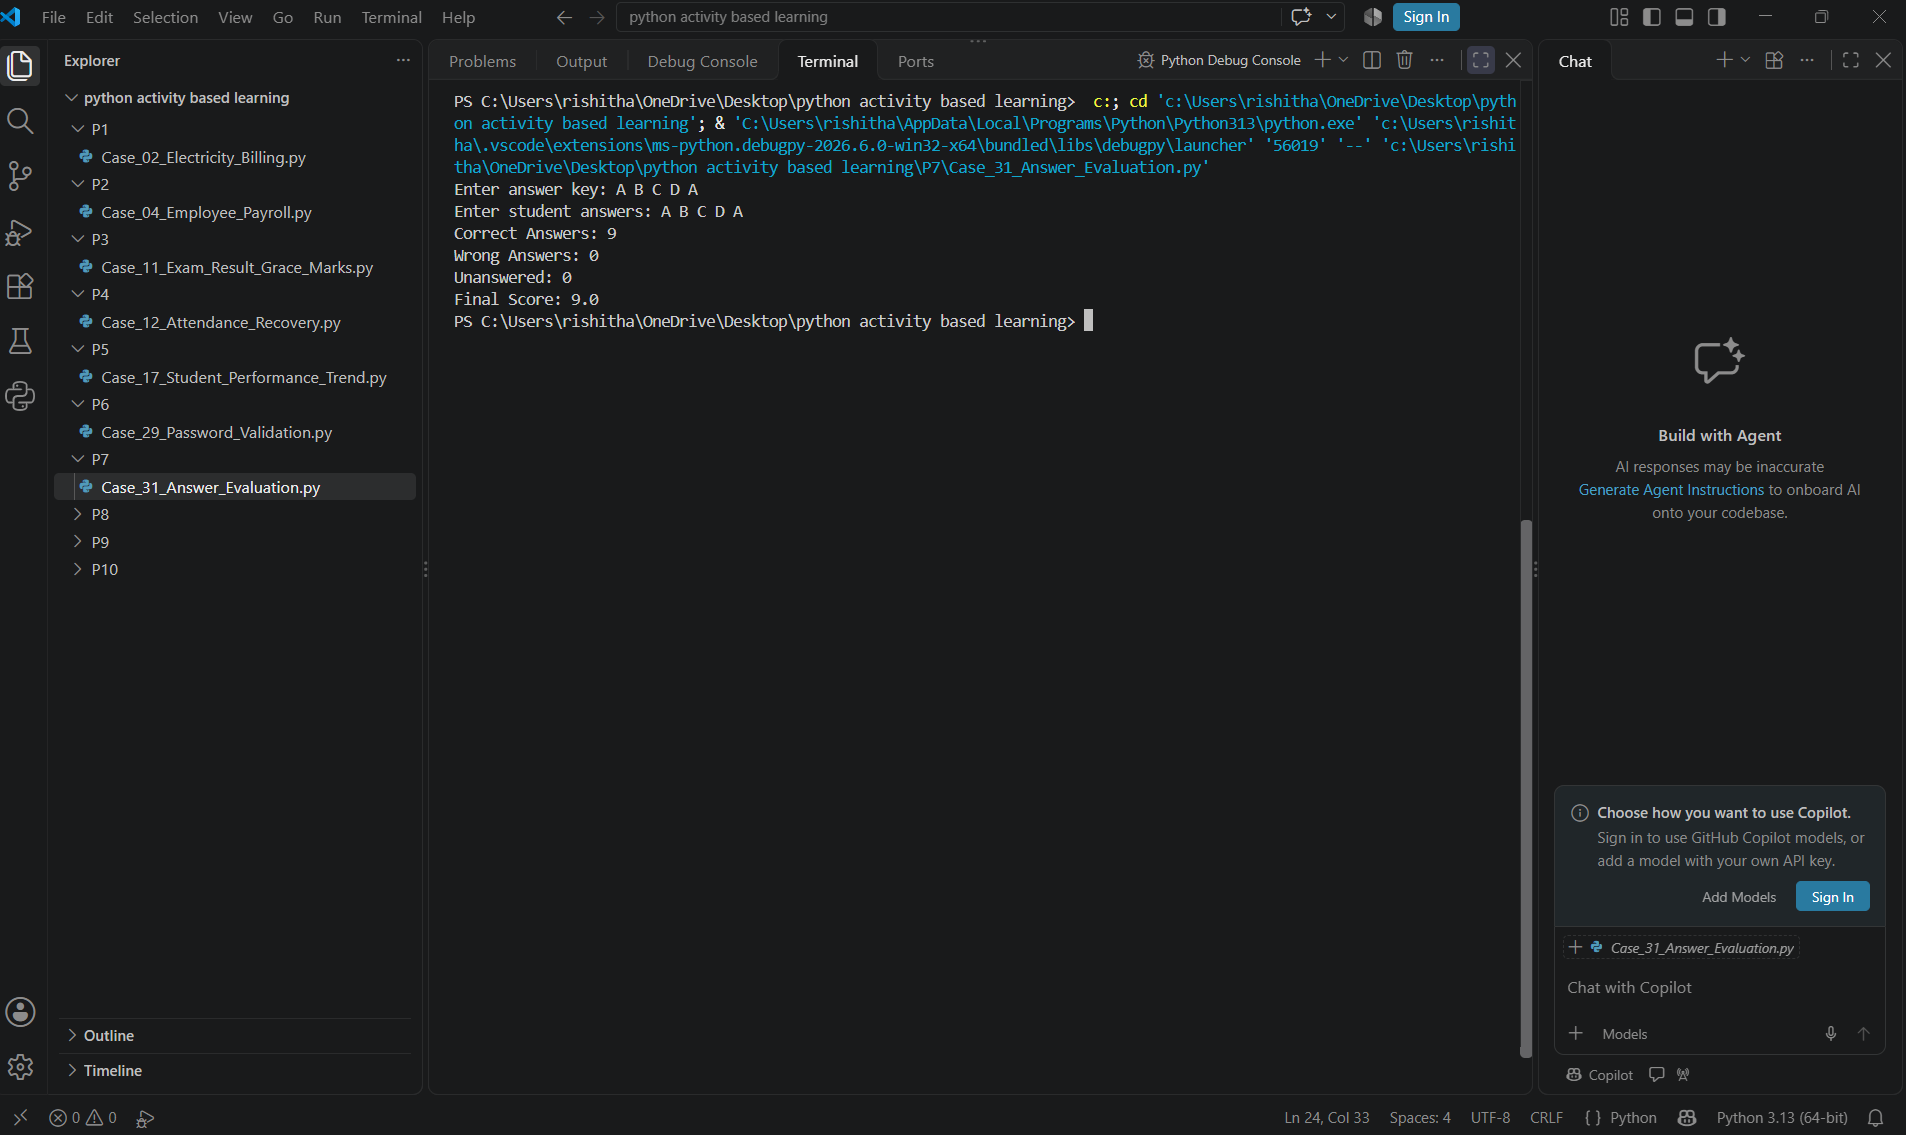 File Edit Selection View Go Run Terminal Help
python activity based learning
Sign In
Explorer
python activity based learning
P1
Case_02_Electricity_Billing.py
P2
Case_04_Employee_Payroll.py
P3
Case_11_Exam_Result_Grace_Marks.py
P4
Case_12_Attendance_Recovery.py
P5
Case_17_Student_Performance_Trend.py
P6
Case_29_Password_Validation.py
P7
Case_31_Answer_Evaluation.py
P8
P9
P10
Outline
Timeline
Problems Output Debug Console Terminal Ports
Python Debug Console
PS C:\Users\rishitha\OneDrive\Desktop\python activity based learning>  c:; cd 'c:\Users\rishitha\OneDrive\Desktop\pyth
on activity based learning'; & 'C:\Users\rishitha\AppData\Local\Programs\Python\Python313\python.exe' 'c:\Users\rishit
ha\.vscode\extensions\ms-python.debugpy-2026.6.0-win32-x64\bundled\libs\debugpy\launcher' '56019' '--' 'c:\Users\rishi
tha\OneDrive\Desktop\python activity based learning\P7\Case_31_Answer_Evaluation.py'
Enter answer key: A B C D A
Enter student answers: A B C D A
Correct Answers: 9
Wrong Answers: 0
Unanswered: 0
Final Score: 9.0
PS C:\Users\rishitha\OneDrive\Desktop\python activity based learning>
Chat
Build with Agent
AI responses may be inaccurate
Generate Agent Instructions to onboard AI
onto your codebase.
Choose how you want to use Copilot.
Sign in to use GitHub Copilot models, or
add a model with your own API key.
Add Models
Sign In
Case_31_Answer_Evaluation.py
Chat with Copilot
Models
Copilot
0 0
Ln 24, Col 33
Spaces: 4
UTF-8
CRLF
{ } Python
Python 3.13 (64-bit)